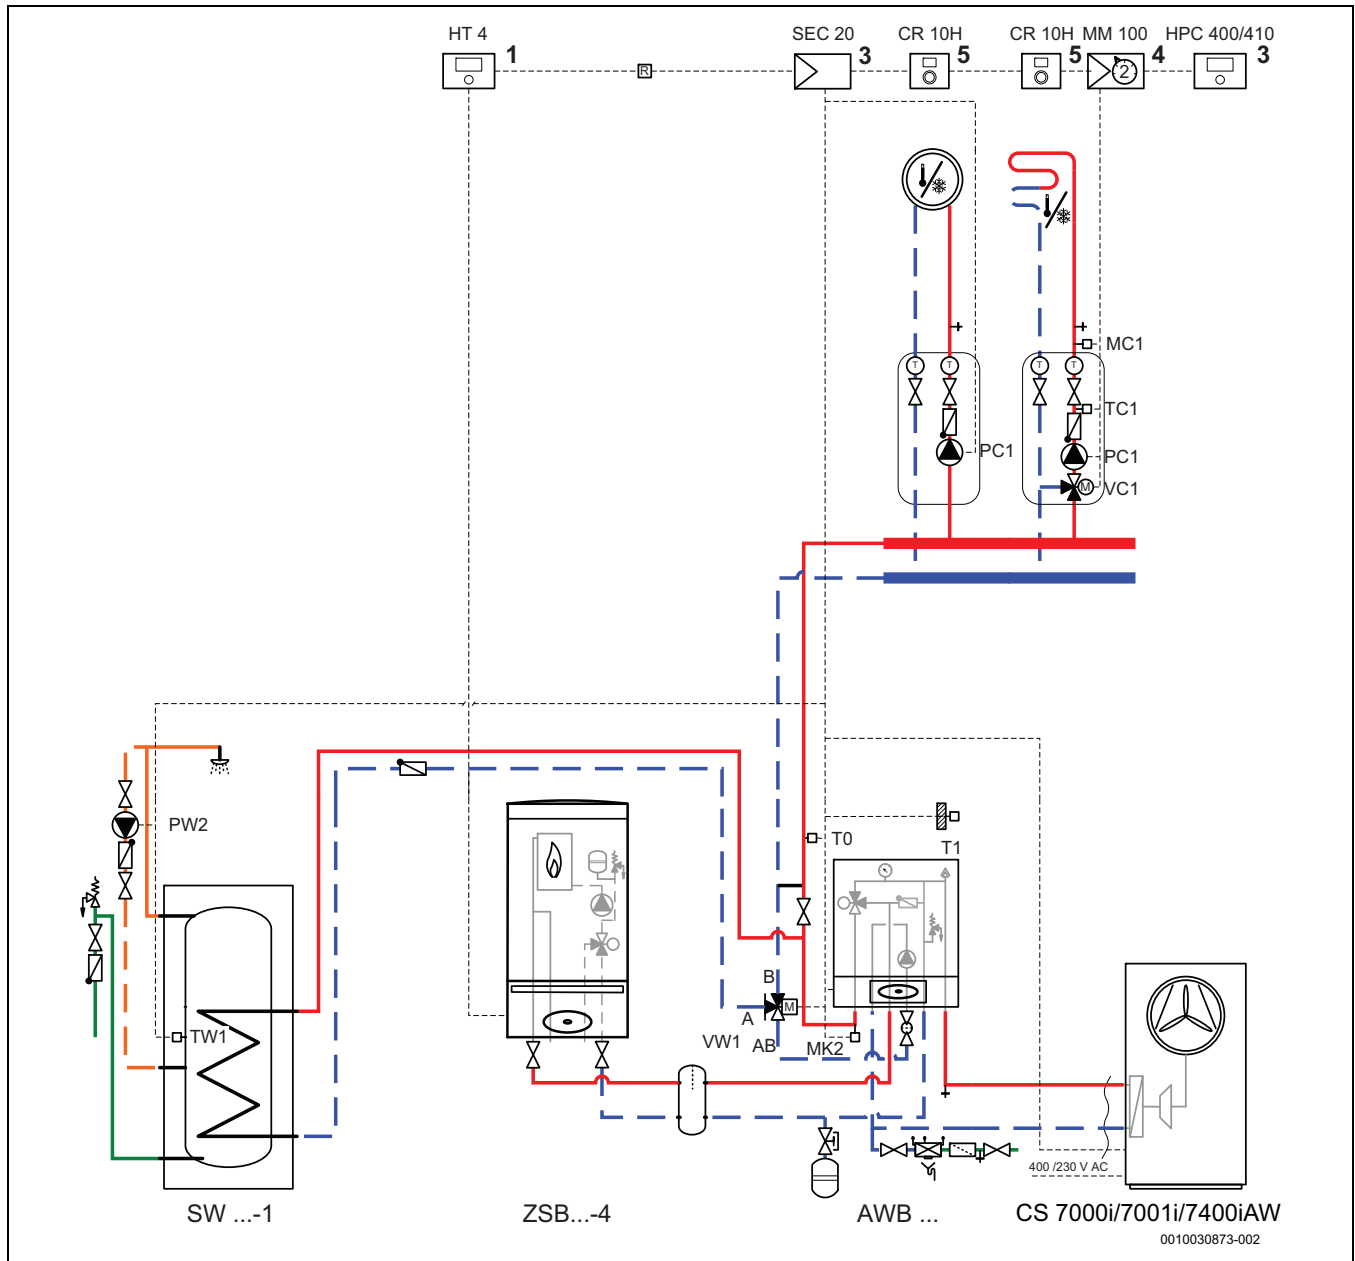 HT 4
SEC 20
CR 10H
CR 10H
MM 100
HPC 400/410
1
R
3
5
5
2
4
3
MC1
T
T
T
T
TC1
PC1
PC1
M
VC1
PW2
T0
T1
B
M
A
TW1
VW1
AB
MK2
400 /230 V AC
SW ...-1
ZSB...-4
AWB ...
CS 7000i/7001i/7400iAW
0010030873-002